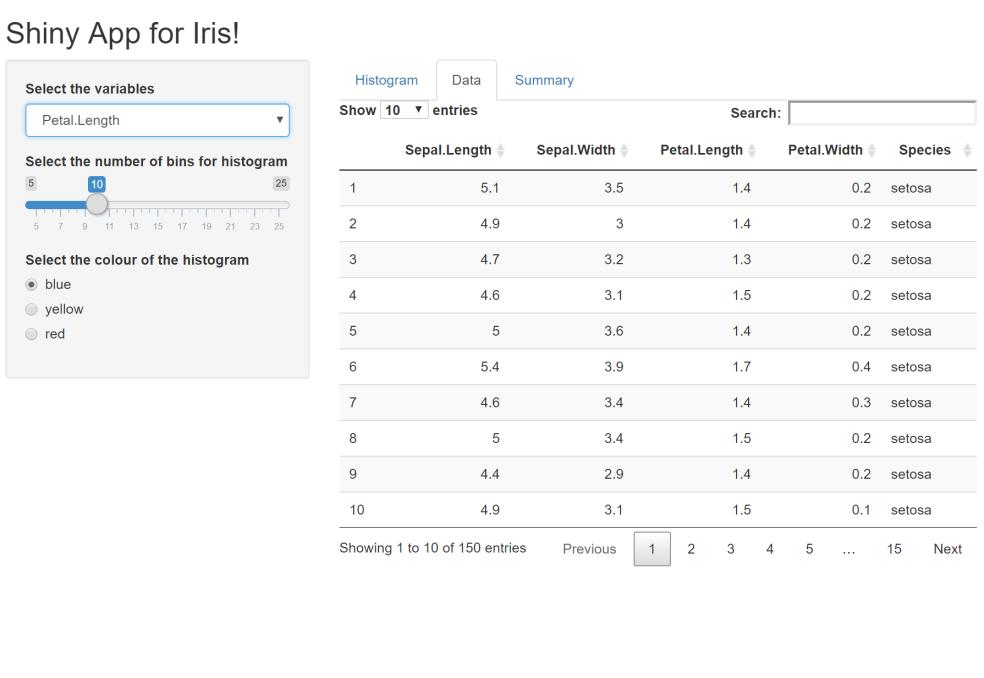 Shiny App for Iris!
Select the variables
Petal.Length
Select the number of bins for histogram
5 10 25
5 7 9 11 13 15 17 19 21 23 25
Select the colour of the histogram
blue
yellow
red
Histogram Data Summary
Show 10 entries Search:
Sepal.Length Sepal.Width Petal.Length Petal.Width Species
1 5.1 3.5 1.4 0.2 setosa
2 4.9 3 1.4 0.2 setosa
3 4.7 3.2 1.3 0.2 setosa
4 4.6 3.1 1.5 0.2 setosa
5 5 3.6 1.4 0.2 setosa
6 5.4 3.9 1.7 0.4 setosa
7 4.6 3.4 1.4 0.3 setosa
8 5 3.4 1.5 0.2 setosa
9 4.4 2.9 1.4 0.2 setosa
10 4.9 3.1 1.5 0.1 setosa
Showing 1 to 10 of 150 entries Previous 1 2 3 4 5 … 15 Next